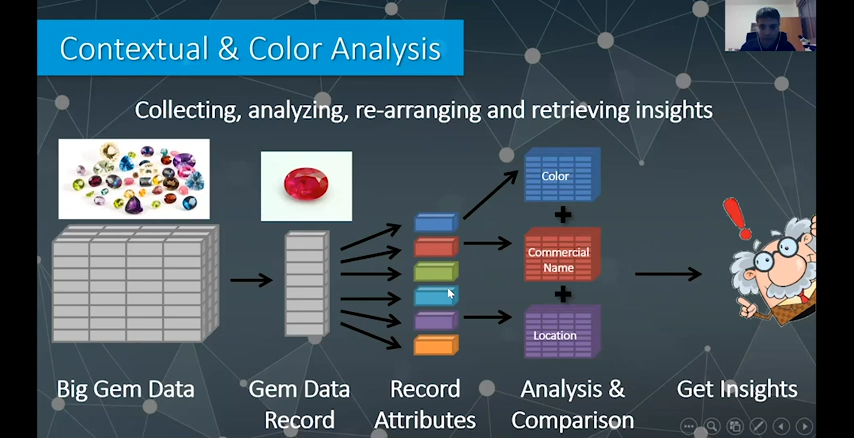 Contextual & Color Analysis
Collecting, analyzing, re-arranging and retrieving insights
Color
Commercial
Name
Location
Big Gem Data
Gem Data
Record
Record
Attributes
Analysis &
Comparison
Get Insights